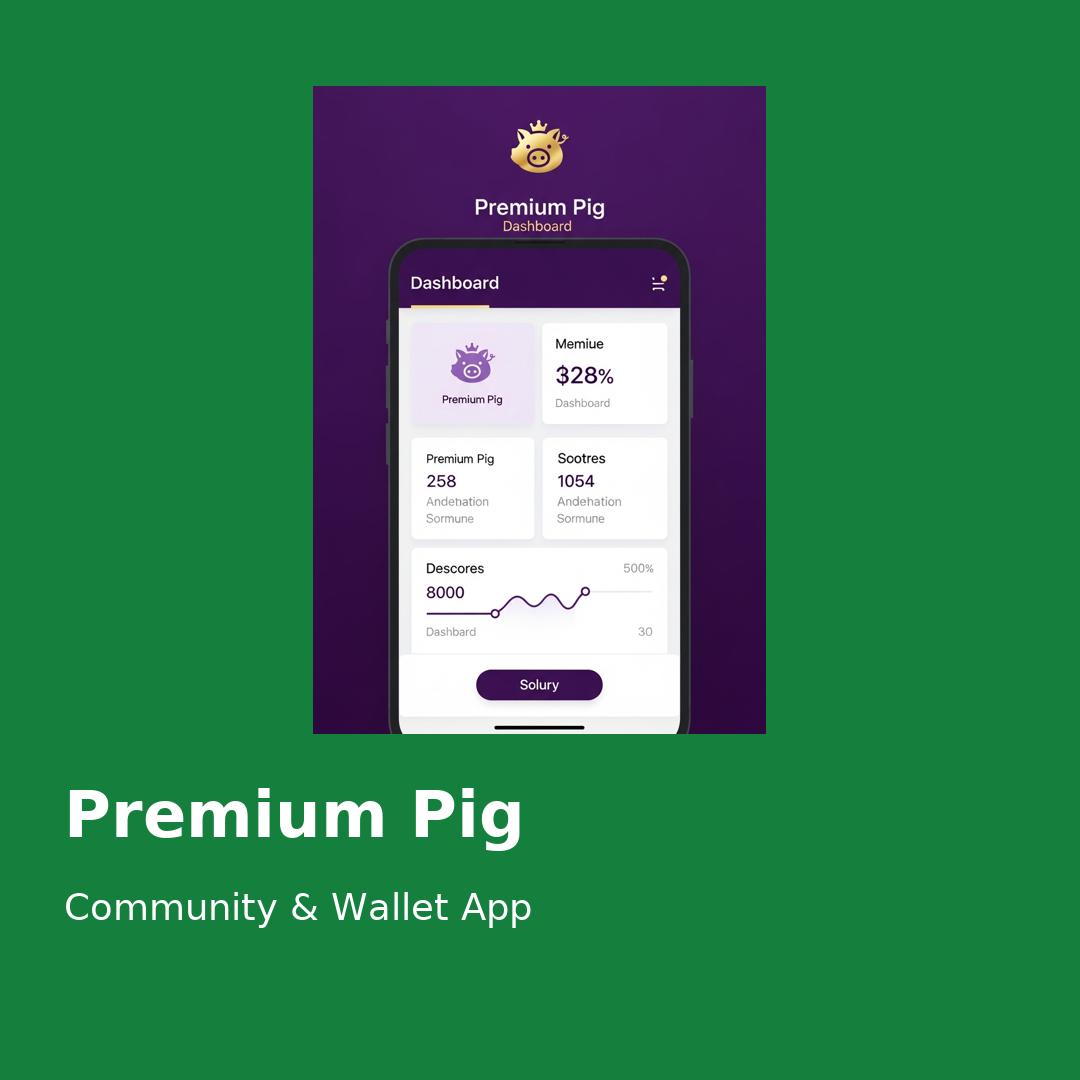 Premium Pig
Dashboard
Dashboard
Premium Pig
Memiue
$28%
Dashboard
Premium Pig
258
Andehation
Sormune
Sootres
1054
Andehation
Sormune
Descores
500%
8000
Dashbard
30
Solury
Premium Pig
Community & Wallet App